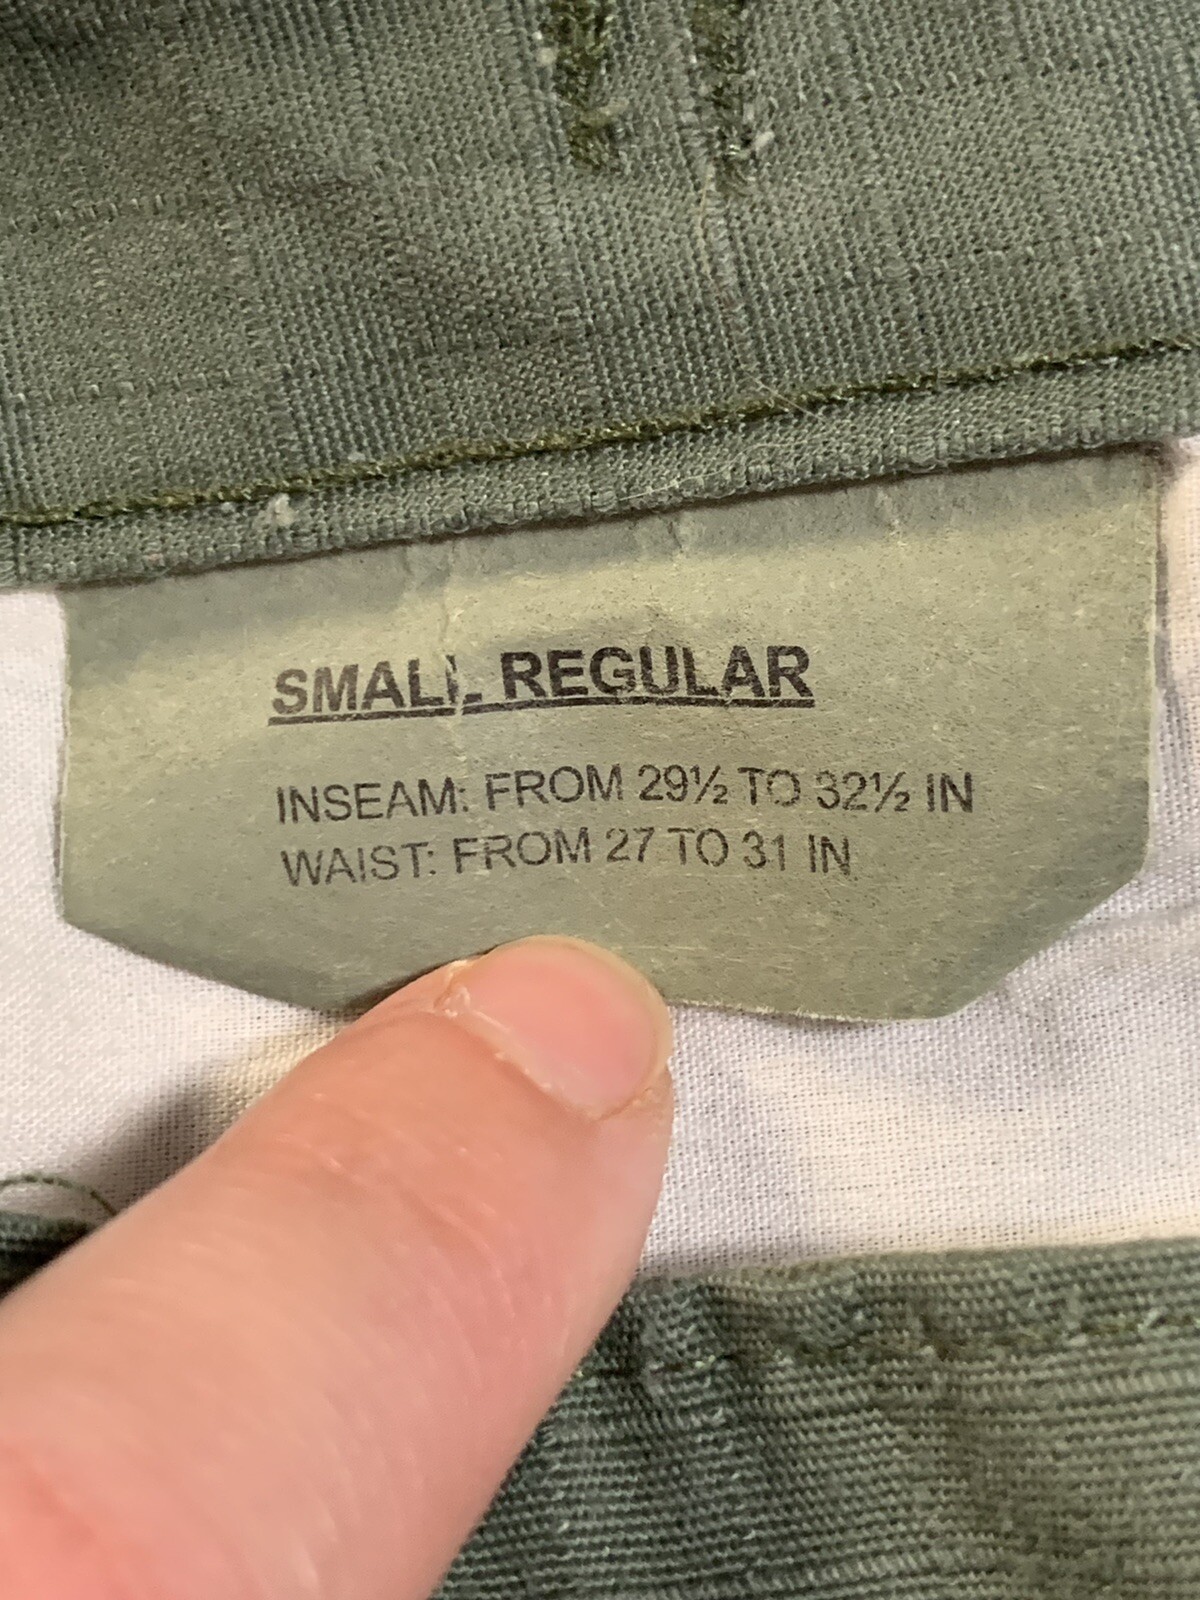 SMALL REGULAR
INSEAM: FROM 29½ TO 32½ IN
WAIST: FROM 27 TO 31 IN